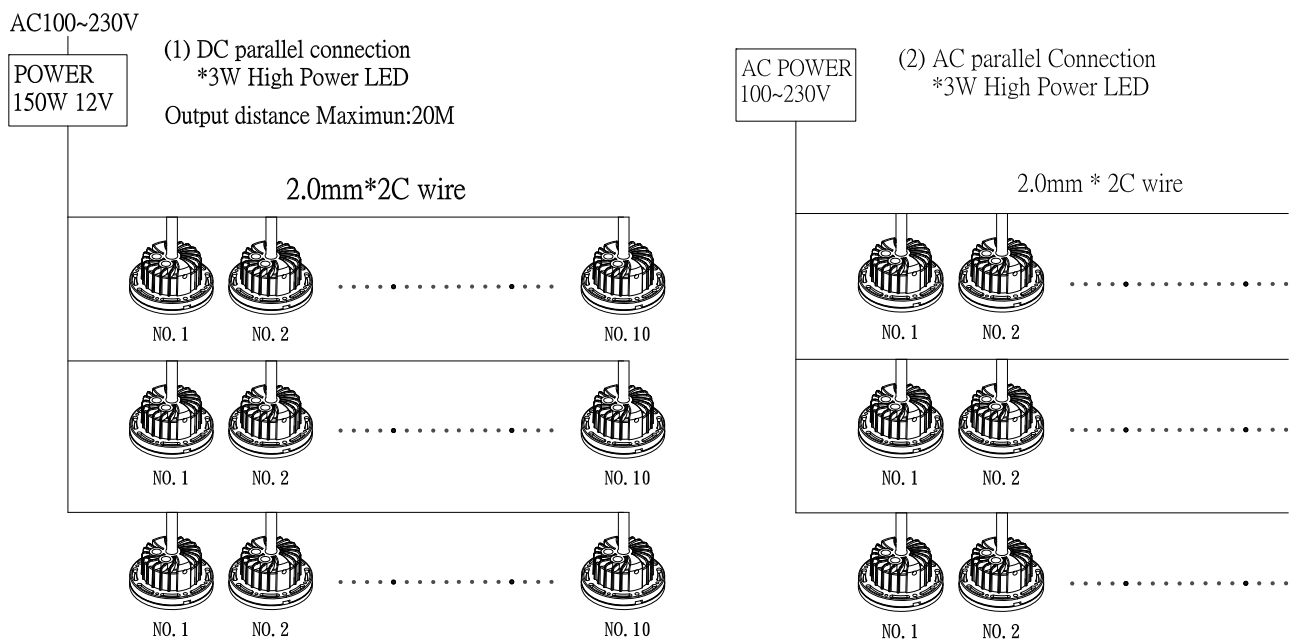 AC100~230V
POWER
150W 12V
(1) DC parallel connection
*3W High Power LED
Output distance Maximun:20M
2.0mm*2C wire
NO.1
NO.2
NO.10
NO.1
NO.2
NO.10
NO.1
NO.2
NO.10
AC POWER
100~230V
(2) AC parallel Connection
*3W High Power LED
2.0mm * 2C wire
NO.1
NO.2
NO.1
NO.2
NO.1
NO.2